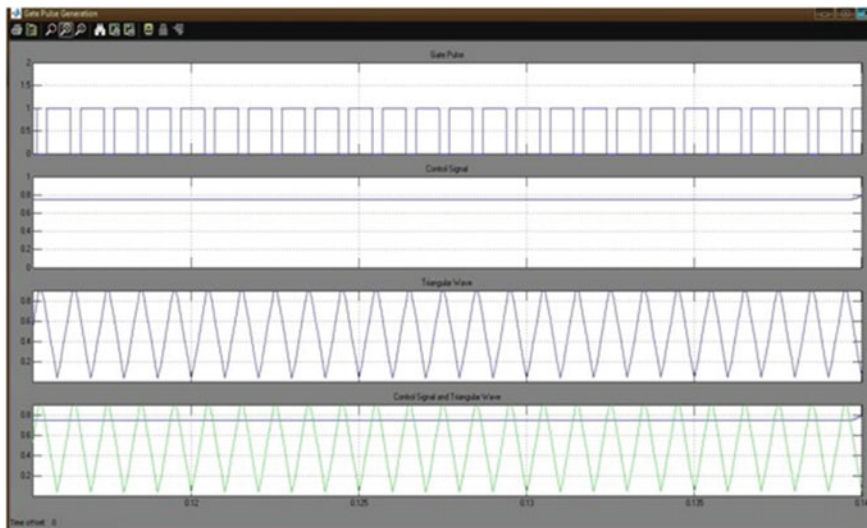 Gate Pulse Generation
Gate Pulse
2
1.5
1
0.5
0
Control Signal
1
0.8
0.6
0.4
0.2
0
Triangular Wave
0.8
0.6
0.4
0.2
Control Signal and Triangular Wave
0.8
0.6
0.4
0.2
0.12 0.125 0.13 0.135 0.14
Time offset: 0